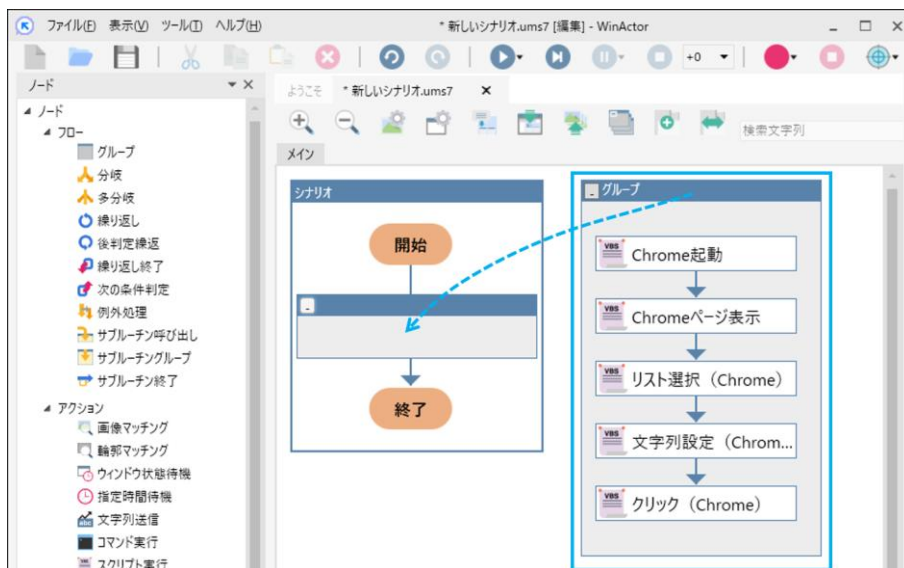 ファイル(F) 表示(V) ツール(T) ヘルプ(H) * 新しいシナリオ.ums7 [編集] - WinActor
+0
ノード
ようこそ * 新しいシナリオ.ums7
検索文字列
メイン
ノード
フロー
グループ
分岐
多分岐
繰り返し
後判定繰返
繰り返し終了
次の条件判定
例外処理
サブルーチン呼び出し
サブルーチングループ
サブルーチン終了
アクション
画像マッチング
輪郭マッチング
ウィンドウ状態待機
指定時間待機
文字列送信
コマンド実行
スクリプト実行
シナリオ
開始
終了
グループ
VBS Chrome起動
VBS Chromeページ表示
VBS リスト選択（Chrome）
VBS 文字列設定（Chrom...
VBS クリック（Chrome）